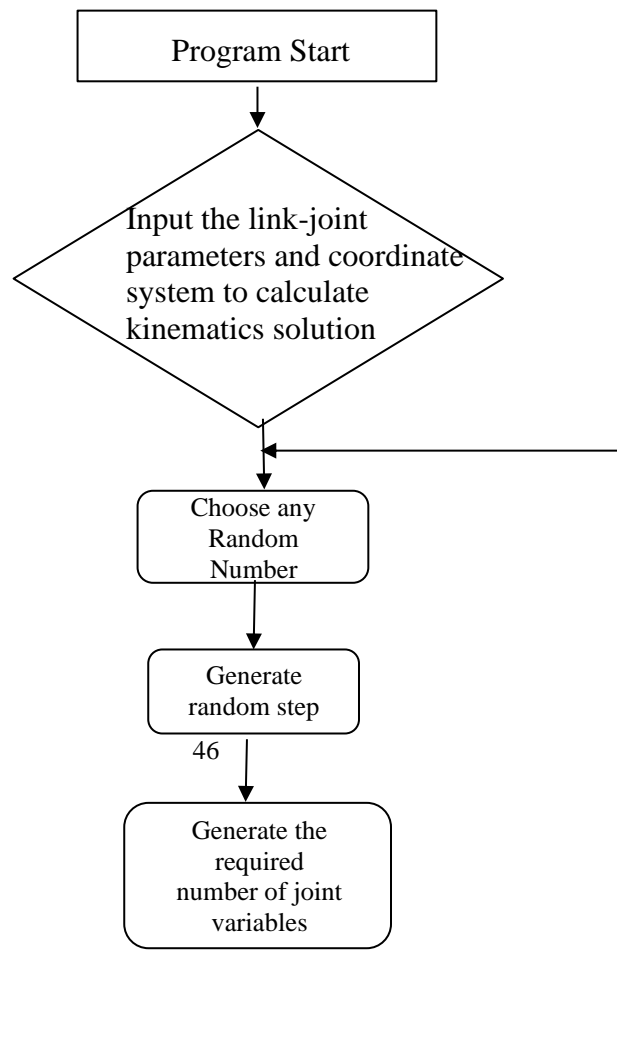 Program Start
Input the link-joint
parameters and coordinate
system to calculate
kinematics solution
Choose any
Random
Number
Generate
random step
46
Generate the
required
number of joint
variables